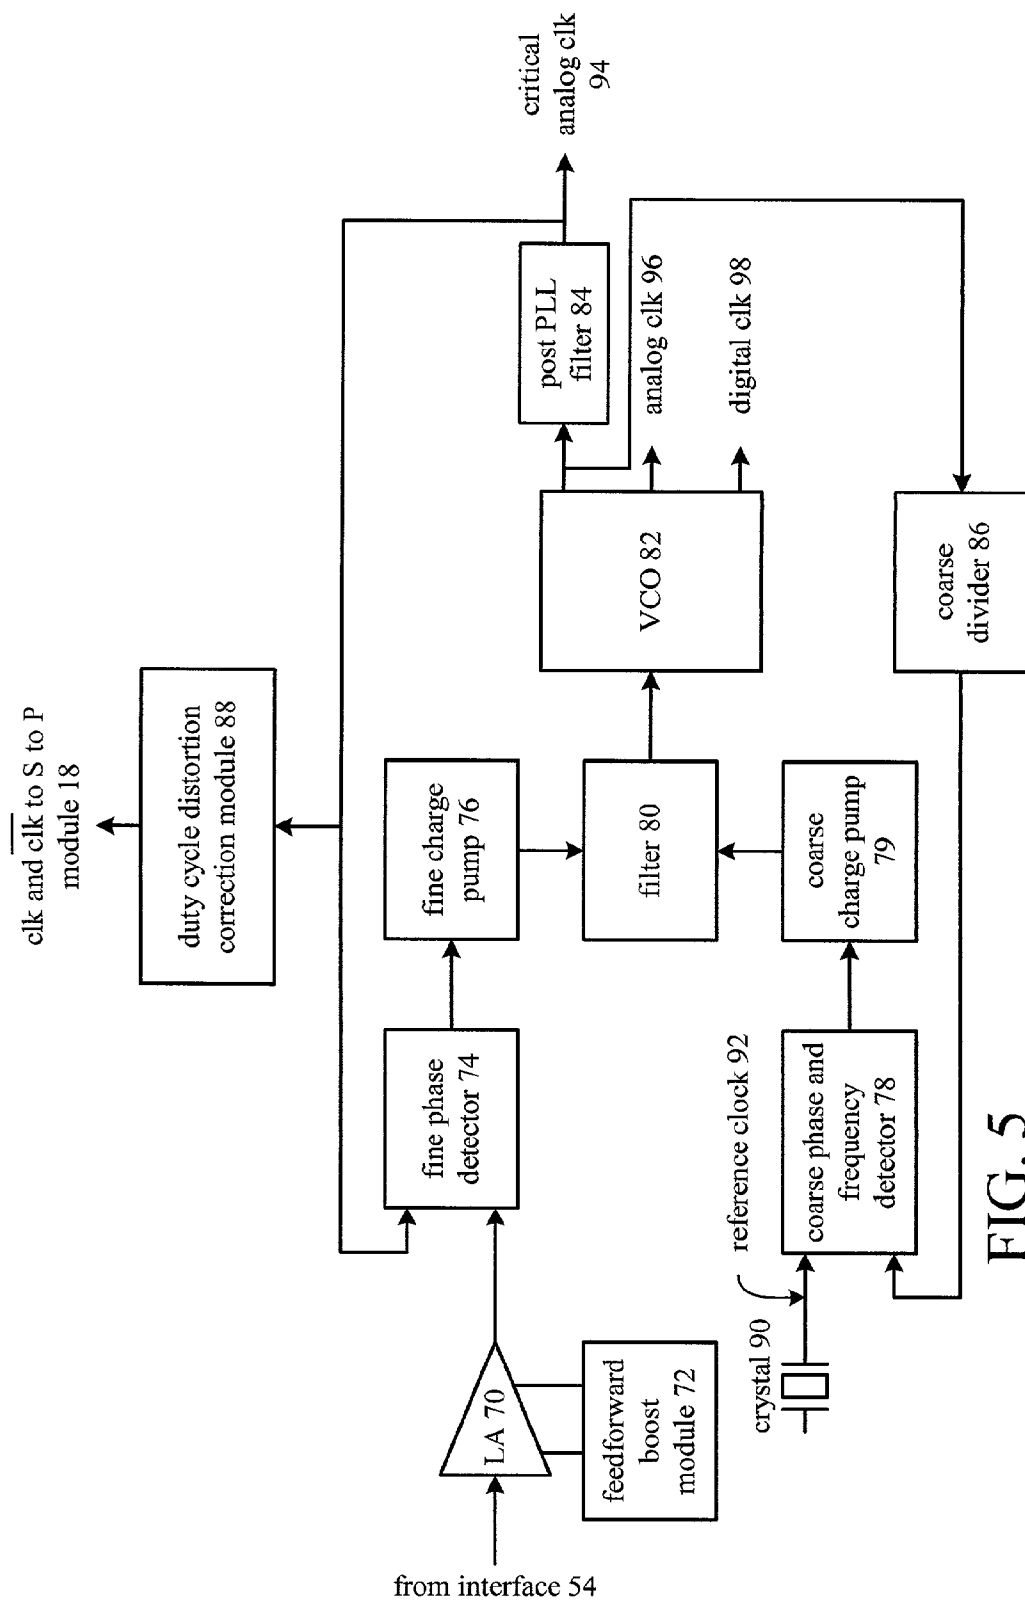 clk and clk to S to P
module 18
duty cycle distortion
correction module 88
critical
analog clk
94
post PLL
filter 84
analog clk 96
digital clk 98
VCO 82
coarse
divider 86
fine charge
pump 76
filter 80
coarse
charge pump
79
fine phase
detector 74
reference clock 92
coarse phase and
frequency
detector 78
crystal 90
LA 70
feedforward
boost
module 72
from interface 54
FIG. 5